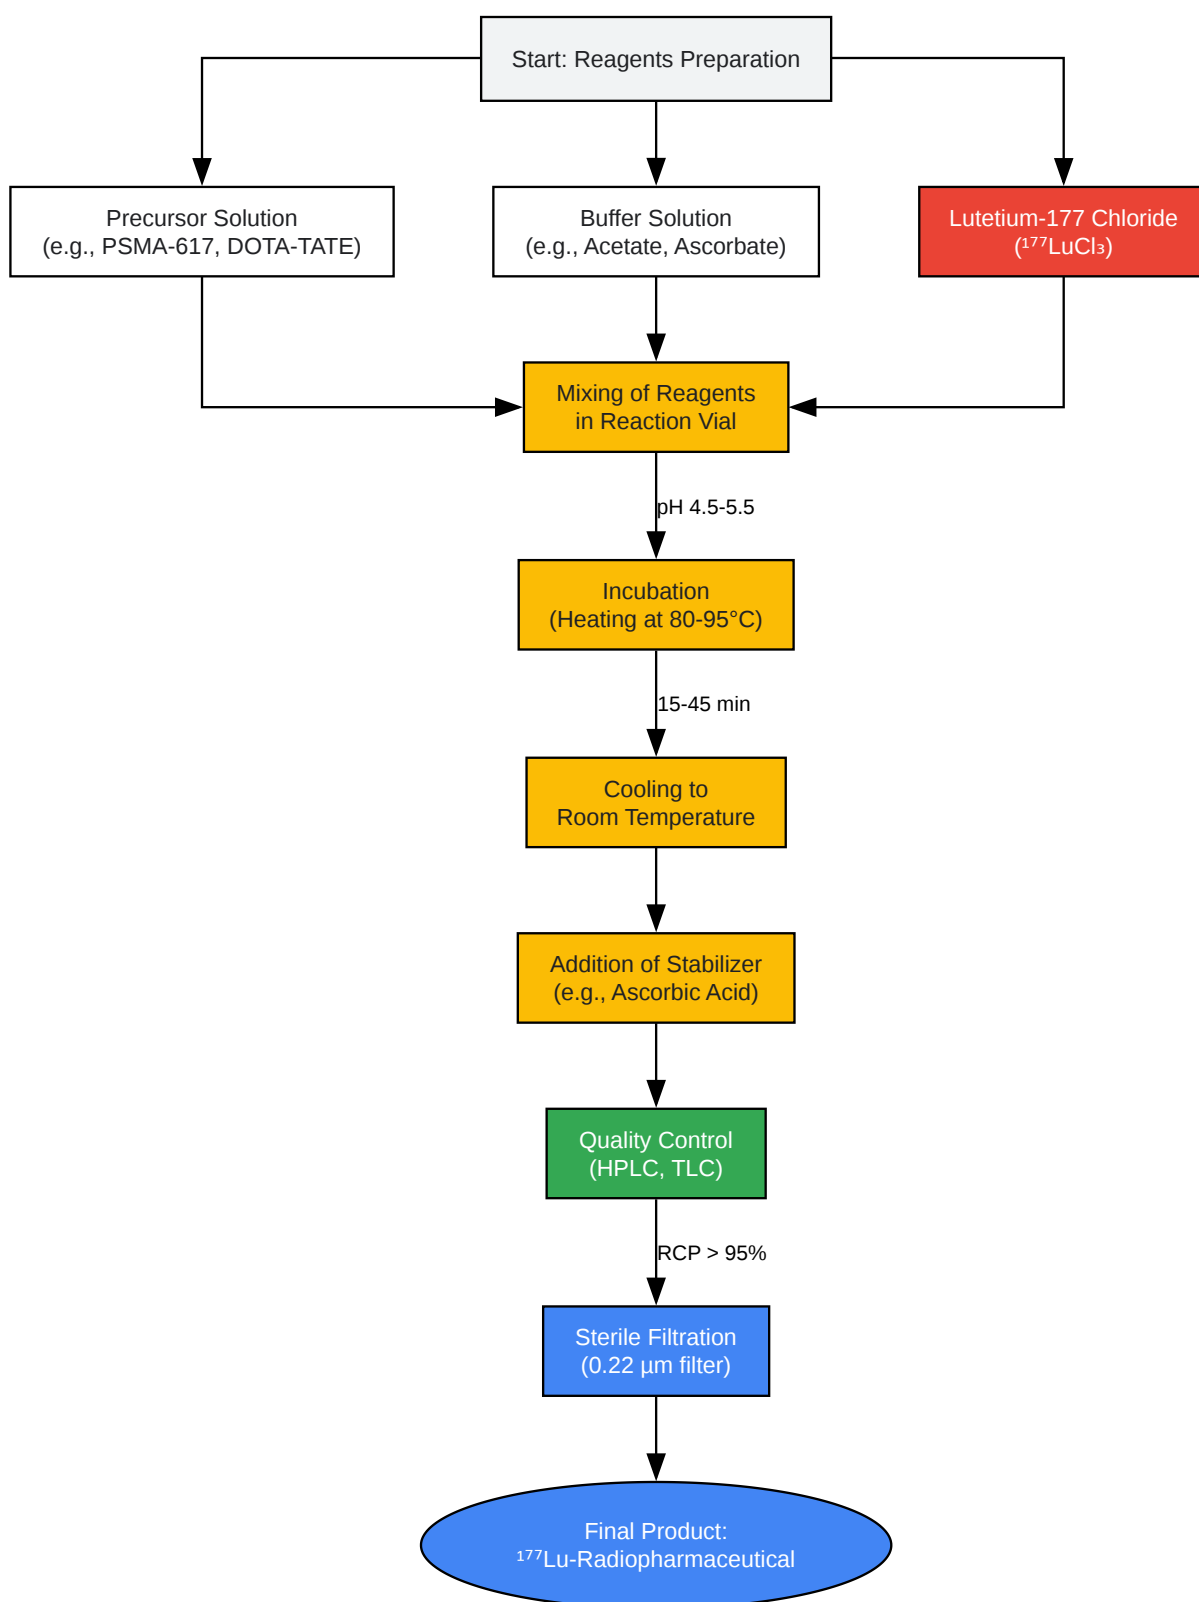 Start: Reagents Preparation
Precursor Solution
(e.g., PSMA-617, DOTA-TATE)
Buffer Solution
(e.g., Acetate, Ascorbate)
Lutetium-177 Chloride
(¹⁷⁷LuCl₃)
Mixing of Reagents
in Reaction Vial
pH 4.5-5.5
Incubation
(Heating at 80-95°C)
15-45 min
Cooling to
Room Temperature
Addition of Stabilizer
(e.g., Ascorbic Acid)
Quality Control
(HPLC, TLC)
RCP > 95%
Sterile Filtration
(0.22 µm filter)
Final Product:
¹⁷⁷Lu-Radiopharmaceutical